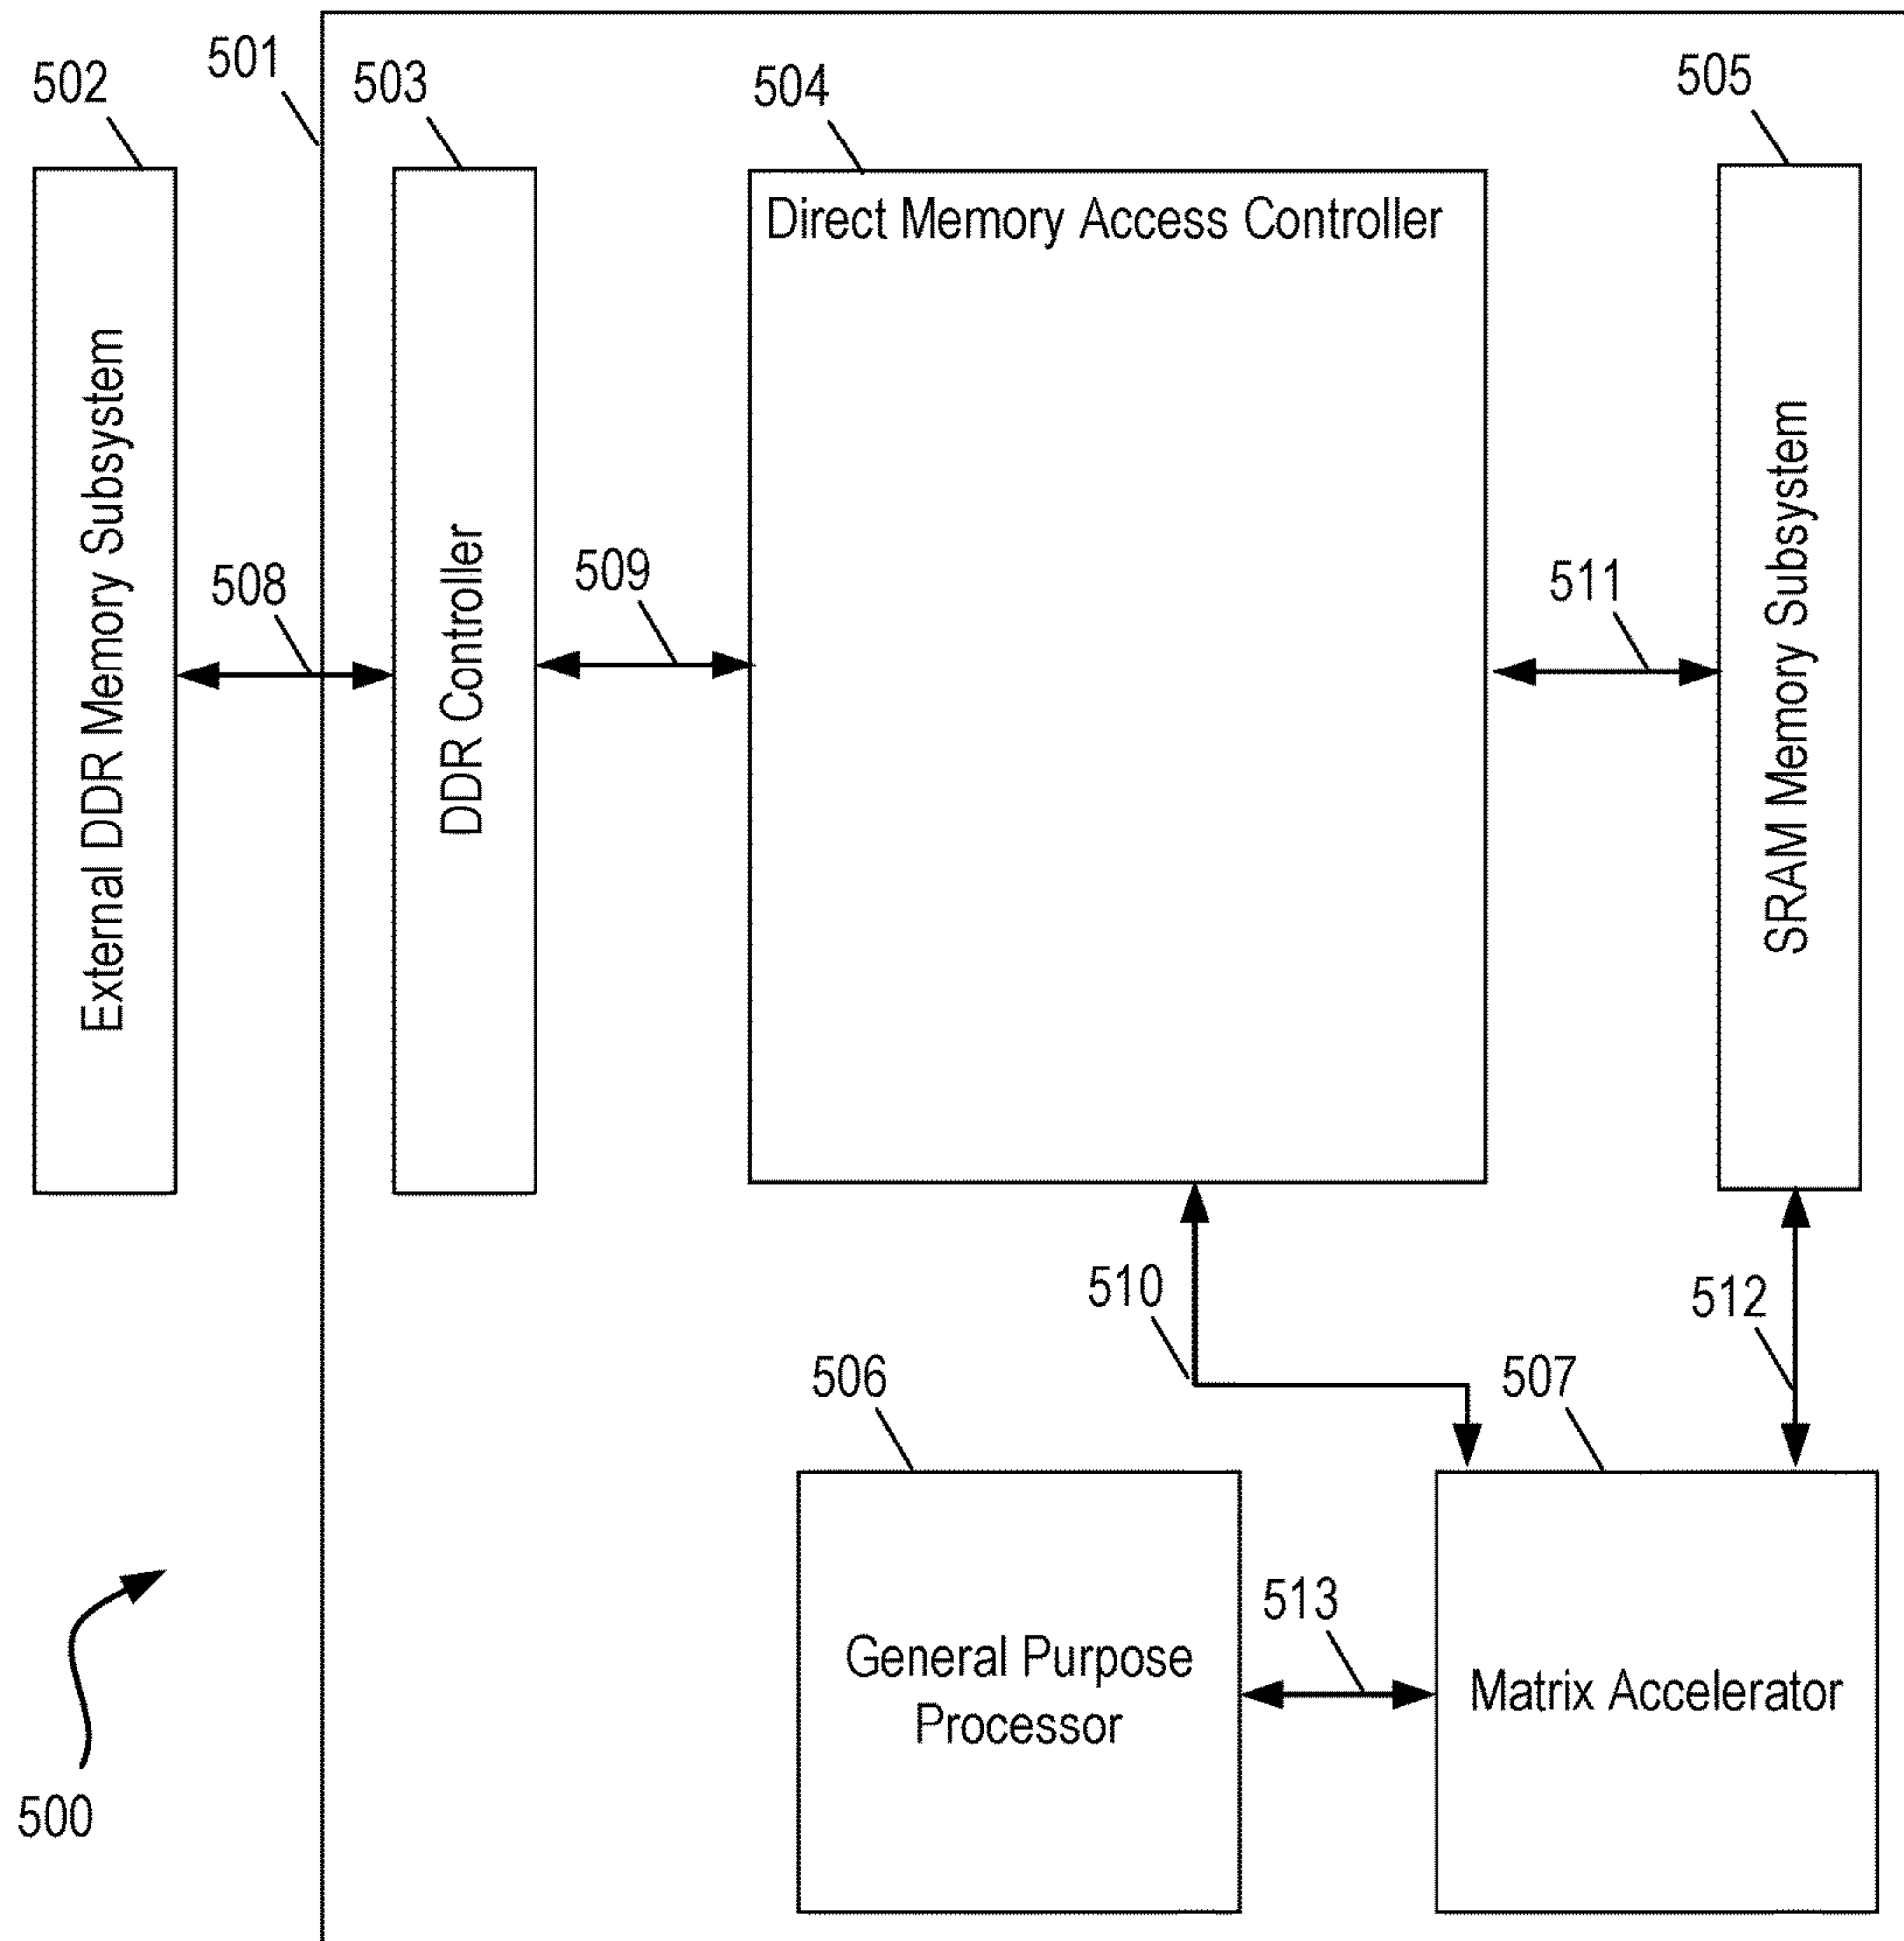 501
502
503
504
505
Direct Memory Access Controller
External DDR Memory Subsystem
DDR Controller
SRAM Memory Subsystem
508
509
511
510
512
506
507
General Purpose
Processor
513
Matrix Accelerator
500